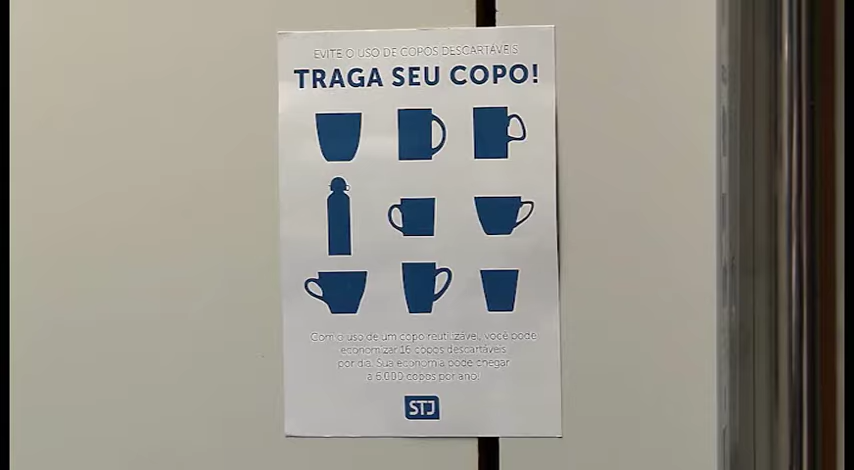 EVITE O USO DE COPOS DESCARTÁVEIS
TRAGA SEU COPO!
Com o uso de um copo reutilizável, você pode
economizar 16 copos descartáveis
por dia. Sua economia pode chegar
a 6.000 copos por ano!
STJ